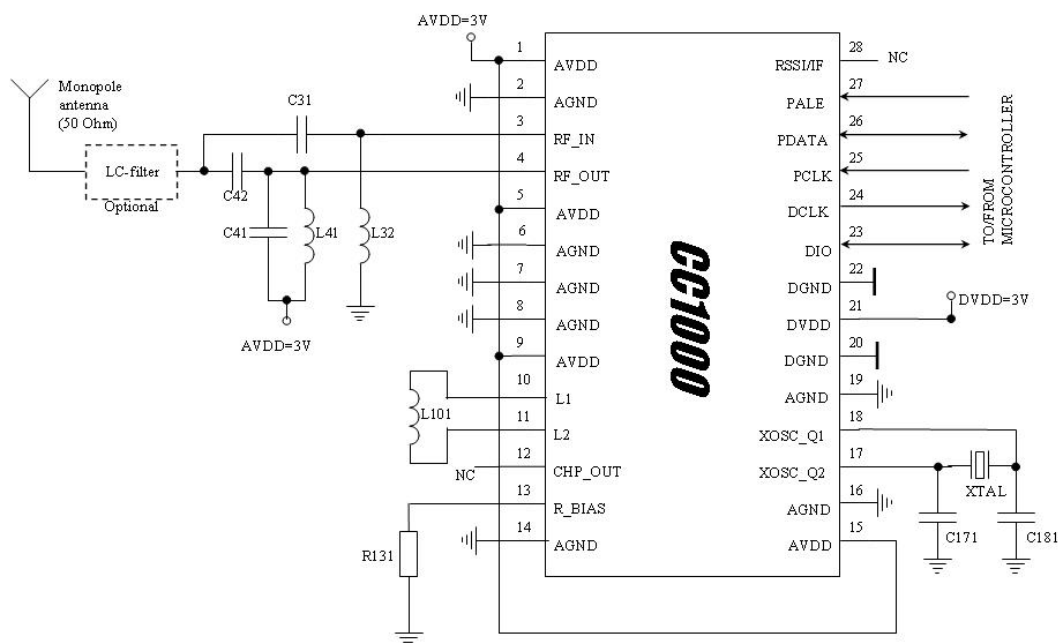 AVDD=3V
Monopole
antenna
(50 Ohm)
LC-filter
Optional
C31
C42
C41
L41
L32
AVDD=3V
L101
NC
R131
1
AVDD
2
AGND
3
RF_IN
4
RF_OUT
5
AVDD
6
AGND
7
AGND
8
AGND
9
AVDD
10
L1
11
L2
12
CHP_OUT
13
R_BIAS
14
AGND
CC1000
28
RSSI/IF
NC
27
PALE
26
PDATA
25
PCLK
24
DCLK
23
DIO
TO/FROM
MICROCONTROLLER
22
DGND
21
DVDD
DVDD=3V
20
DGND
19
AGND
18
XOSC_Q1
17
XOSC_Q2
XTAL
16
AGND
15
AVDD
C171
C181